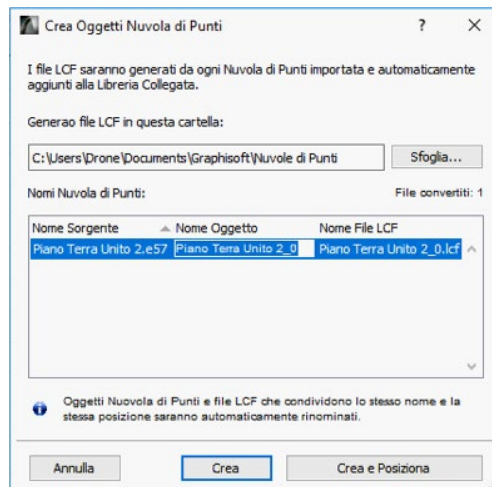 Crea Oggetti Nuvola di Punti
? ×
I file LCF saranno generati da ogni Nuvola di Punti importata e automaticamente
aggiunti alla Libreria Collegata.
Generao file LCF in questa cartella:
C:\Users\Drone\Documents\Graphisoft\Nuvole di Punti Sfoglia...
Nomi Nuvola di Punti: File convertiti: 1
Nome Sorgente Nome Oggetto Nome File LCF
Piano Terra Unito 2.e57 Piano Terra Unito 2_0 Piano Terra Unito 2_0.lcf
Oggetti Nuovola di Punti e file LCF che condividono lo stesso nome e la
stessa posizione saranno automaticamente rinominati.
Annulla Crea Crea e Posiziona